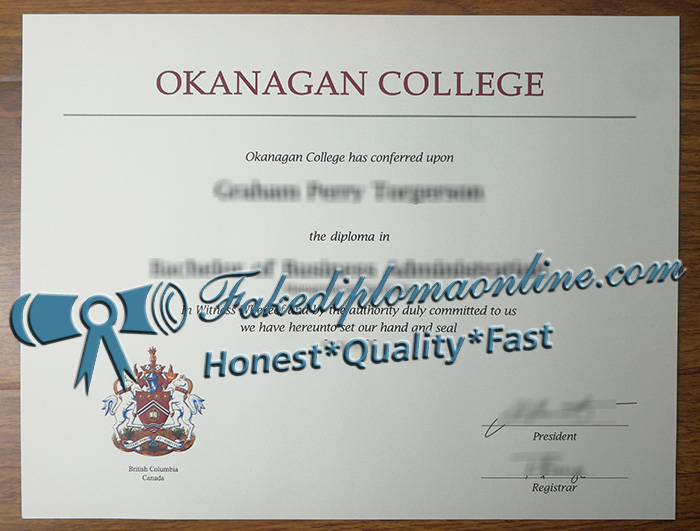 OKANAGAN COLLEGE
Okanagan College has conferred upon
the diploma in
Fakediplomaonline.com
In Witness Whereof and by the authority duly committed to us
we have hereunto set our hand and seal
Honest*Quality*Fast
President
British Columbia
Canada
Registrar